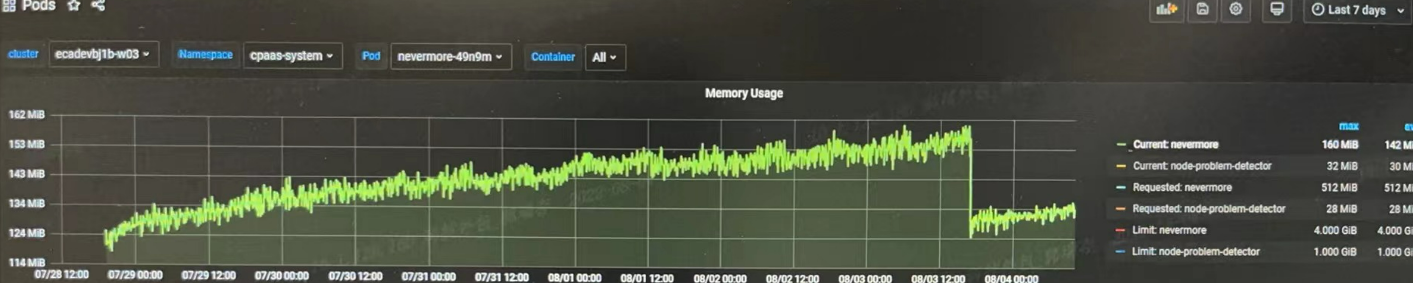 Pods
Last 7 days
cluster ecadevbj1b-w03 Namespace cpaas-system Pod nevermore-49n9m Container All
Memory Usage
162 MiB
153 MiB
143 MiB
134 MiB
124 MiB
114 MiB
07/28 12:00 07/29 00:00 07/29 12:00 07/30 00:00 07/30 12:00 07/31 00:00 07/31 12:00 08/01 00:00 08/01 12:00 08/02 00:00 08/02 12:00 08/03 00:00 08/03 12:00 08/04 00:00
max
Current: nevermore 160 MiB 142 M
Current: node-problem-detector 32 MiB 30 M
Requested: nevermore 512 MiB 512 M
Requested: node-problem-detector 28 MiB 28 M
Limit: nevermore 4.000 GiB 4.000 G
Limit: node-problem-detector 1.000 GiB 1.000 G